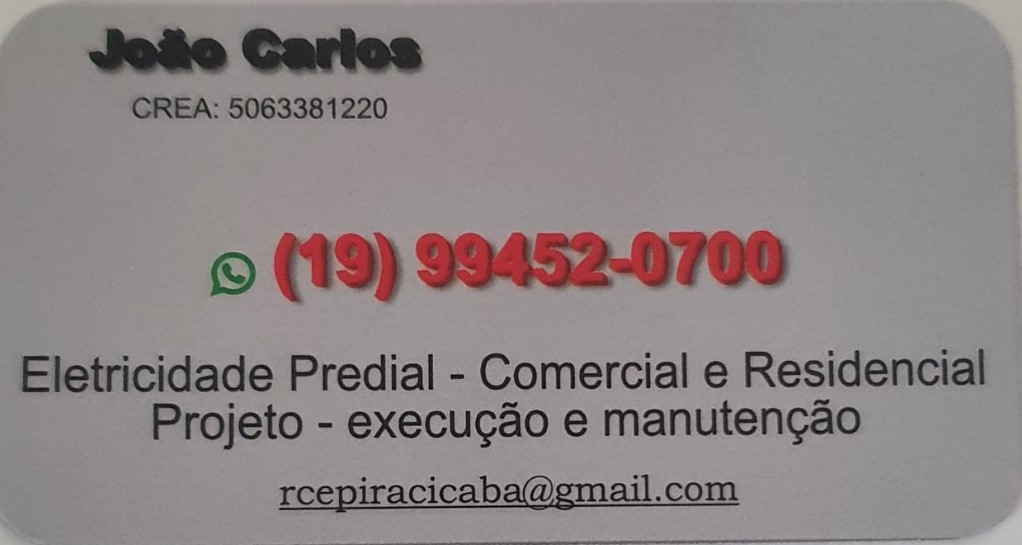 João Carlos
CREA: 5063381220
(19) 99452-0700
Eletricidade Predial - Comercial e Residencial
Projeto - execução e manutenção
rcepiracicaba@gmail.com